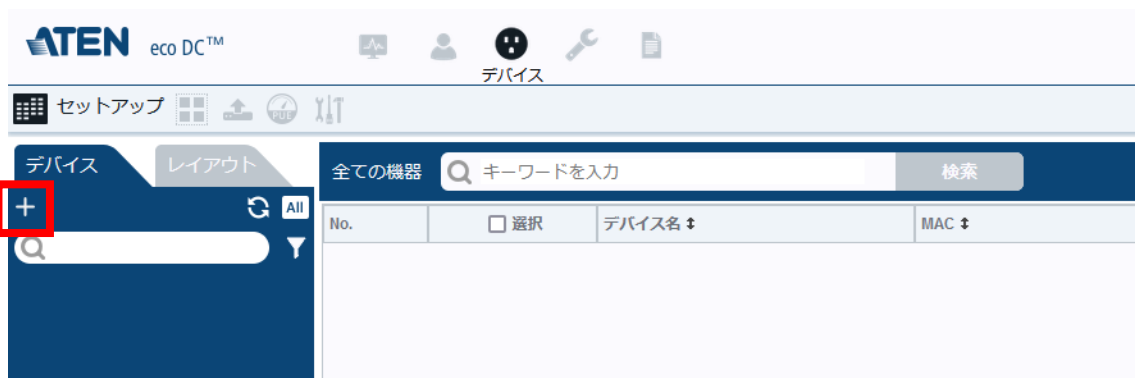 ATEN eco DC™
デバイス
セットアップ
PUE
デバイス レイアウト
全ての機器 キーワードを入力 検索
All
No. 選択 デバイス名 MAC